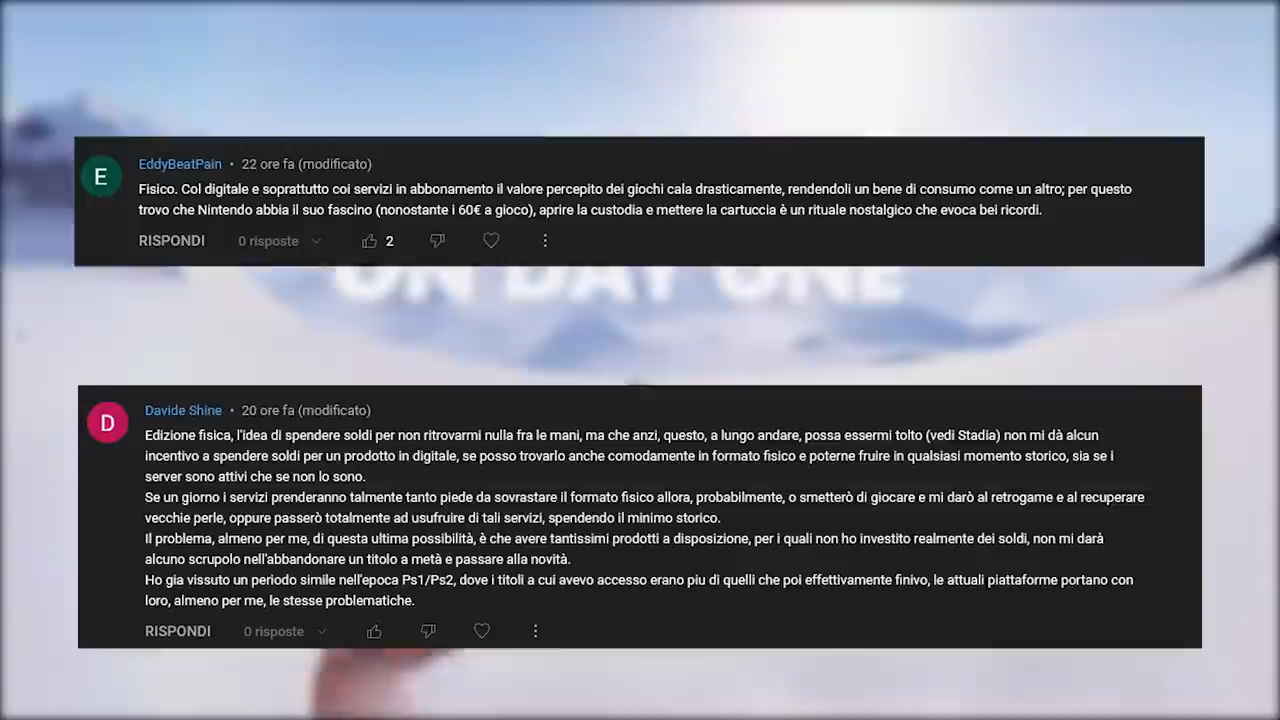 E
EddyBeatPain • 22 ore fa (modificato)
Fisico. Col digitale e soprattutto coi servizi in abbonamento il valore percepito dei giochi cala drasticamente, rendendoli un bene di consumo come un altro; per questo
trovo che Nintendo abbia il suo fascino (nonostante i 60€ a gioco), aprire la custodia e mettere la cartuccia è un rituale nostalgico che evoca bei ricordi.
RISPONDI 0 risposte 2
ON DAY ONE
D
Davide Shine • 20 ore fa (modificato)
Edizione fisica, l'idea di spendere soldi per non ritrovarmi nulla fra le mani, ma che anzi, questo, a lungo andare, possa essermi tolto (vedi Stadia) non mi dà alcun
incentivo a spendere soldi per un prodotto in digitale, se posso trovarlo anche comodamente in formato fisico e poterne fruire in qualsiasi momento storico, sia se i
server sono attivi che se non lo sono.
Se un giorno i servizi prenderanno talmente tanto piede da sovrastare il formato fisico allora, probabilmente, o smetterò di giocare e mi darò al retrogame e al recuperare
vecchie perle, oppure passerò totalmente ad usufruire di tali servizi, spendendo il minimo storico.
Il problema, almeno per me, di questa ultima possibilità, è che avere tantissimi prodotti a disposizione, per i quali non ho investito realmente dei soldi, non mi darà
alcuno scrupolo nell'abbandonare un titolo a metà e passare alla novità.
Ho gia vissuto un periodo simile nell'epoca Ps1/Ps2, dove i titoli a cui avevo accesso erano piu di quelli che poi effettivamente finivo, le attuali piattaforme portano con
loro, almeno per me, le stesse problematiche.
RISPONDI 0 risposte